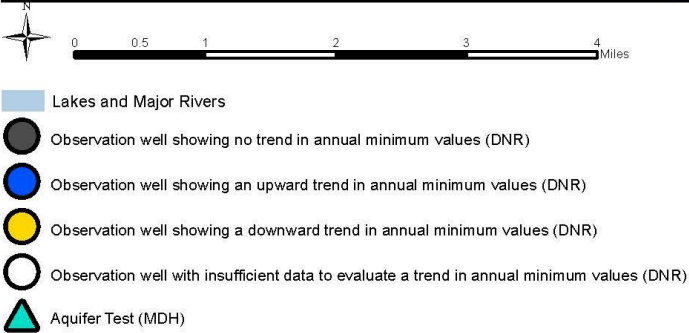 N
0 0.5 1 2 3 4
Miles
Lakes and Major Rivers
Observation well showing no trend in annual minimum values (DNR)
Observation well showing an upward trend in annual minimum values (DNR)
Observation well showing a downward trend in annual minimum values (DNR)
Observation well with insufficient data to evaluate a trend in annual minimum values (DNR)
Aquifer Test (MDH)